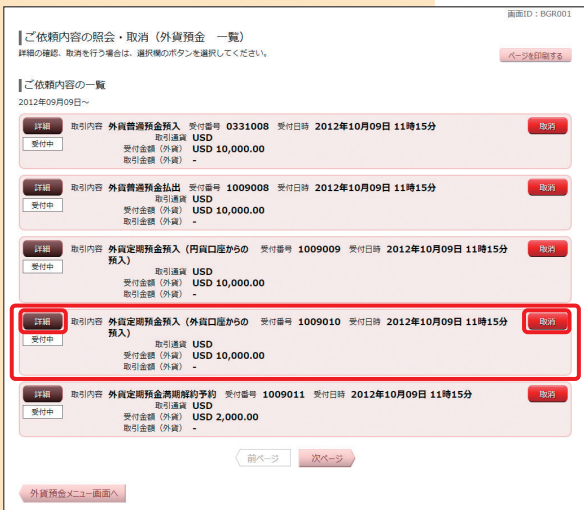 画面ID：BGR001
ご依頼内容の照会・取消（外貨預金　一覧）
詳細の確認、取消を行う場合は、選択欄のボタンを選択してください。
ページを印刷する
ご依頼内容の一覧
2012年09月09日～
詳細 取引内容 外貨普通預金預入 受付番号 0331008 受付日時 2012年10月09日 11時15分 取消
受付中 取引通貨 USD
受付金額（外貨） USD 10,000.00
取引金額（外貨） -
詳細 取引内容 外貨普通預金払出 受付番号 1009008 受付日時 2012年10月09日 11時15分 取消
受付中 取引通貨 USD
受付金額（外貨） USD 10,000.00
取引金額（外貨） -
詳細 取引内容 外貨定期預金預入（円貨口座からの 受付番号 1009009 受付日時 2012年10月09日 11時15分 取消
受付中 預入）
取引通貨 USD
受付金額（外貨） USD 10,000.00
取引金額（外貨） -
詳細 取引内容 外貨定期預金預入（外貨口座からの 受付番号 1009010 受付日時 2012年10月09日 11時15分 取消
受付中 預入）
取引通貨 USD
受付金額（外貨） USD 10,000.00
取引金額（外貨） -
詳細 取引内容 外貨定期預金満期解約予約 受付番号 1009011 受付日時 2012年10月09日 11時15分 取消
受付中 取引通貨 USD
受付金額（外貨） USD 2,000.00
取引金額（外貨） -
前ページ 次ページ
外貨預金メニュー画面へ